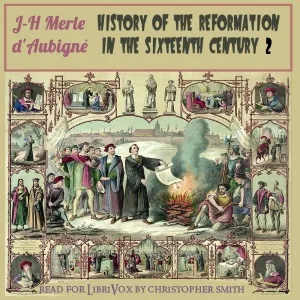 J-H Merle
d'Aubigné
HISTORY OF THE REFORMATION
IN THE SIXTEENTH CENTURY 2
READ FOR LIBRIVOX BY CHRISTOPHER SMITH